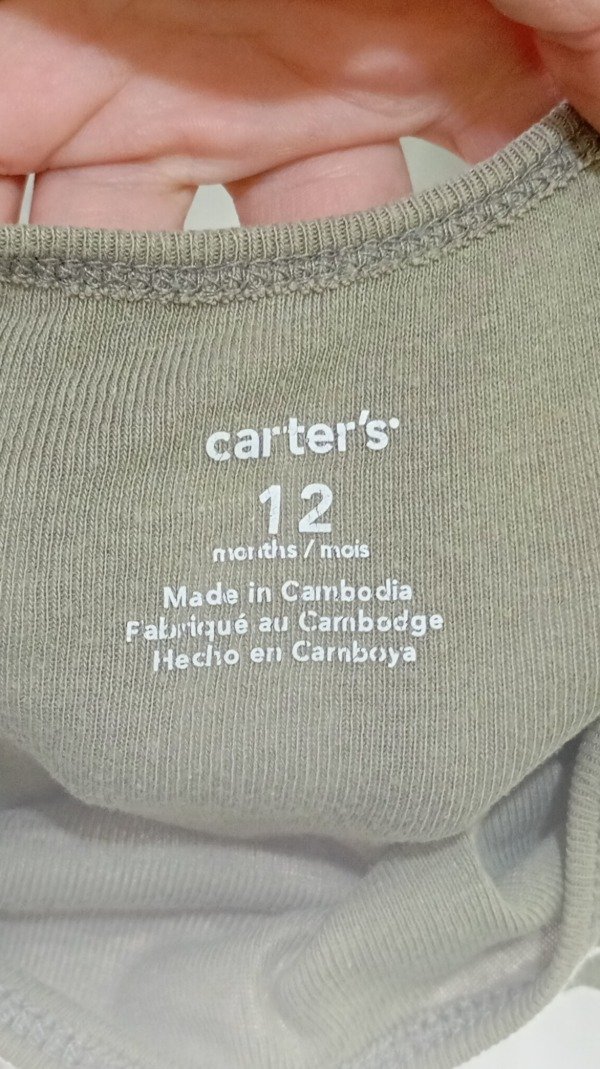 carter's
12
months / mois
Made in Cambodia
Fabriqué au Cambodge
Hecho en Camboya